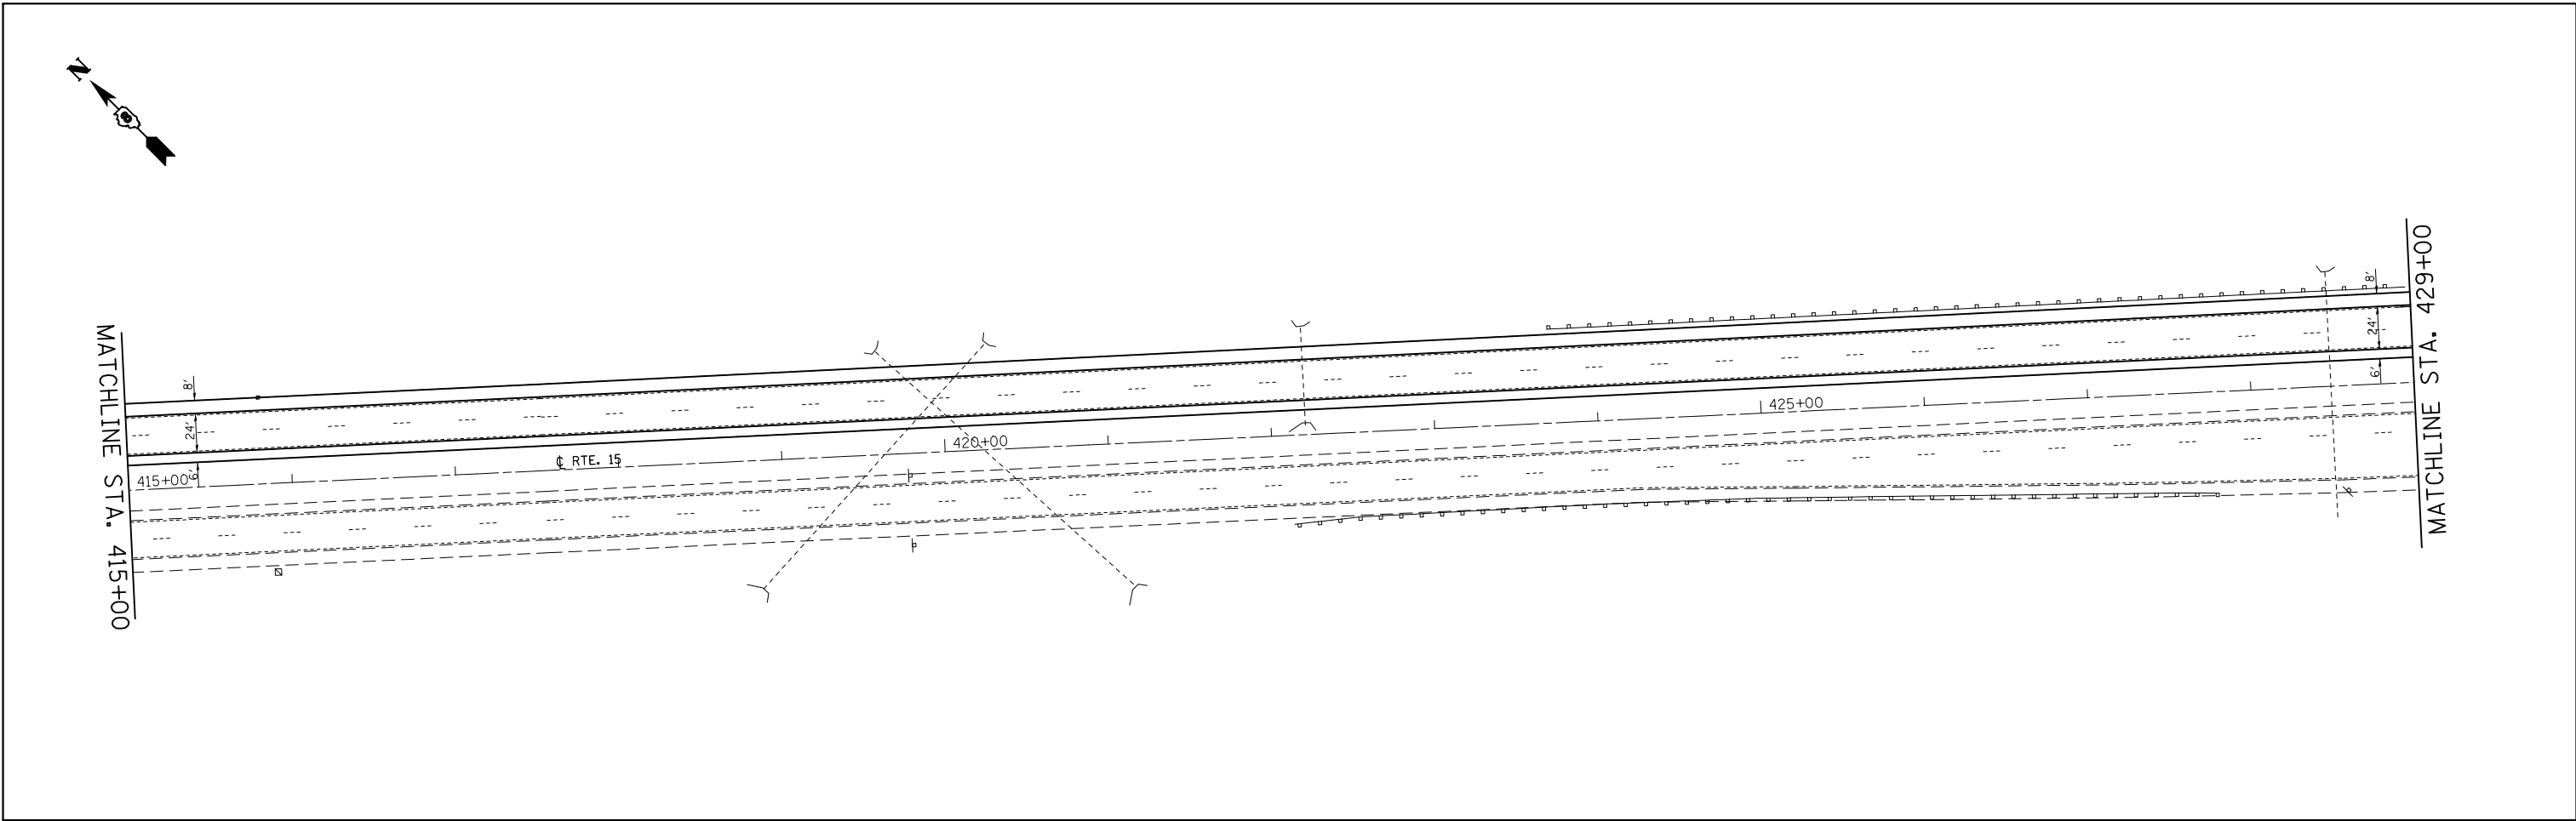 N
MATCHLINE STA. 415+00
8'
24'
6'
415+00
℄ RTE. 15
420+00
425+00
8'
24'
6'
MATCHLINE STA. 429+00